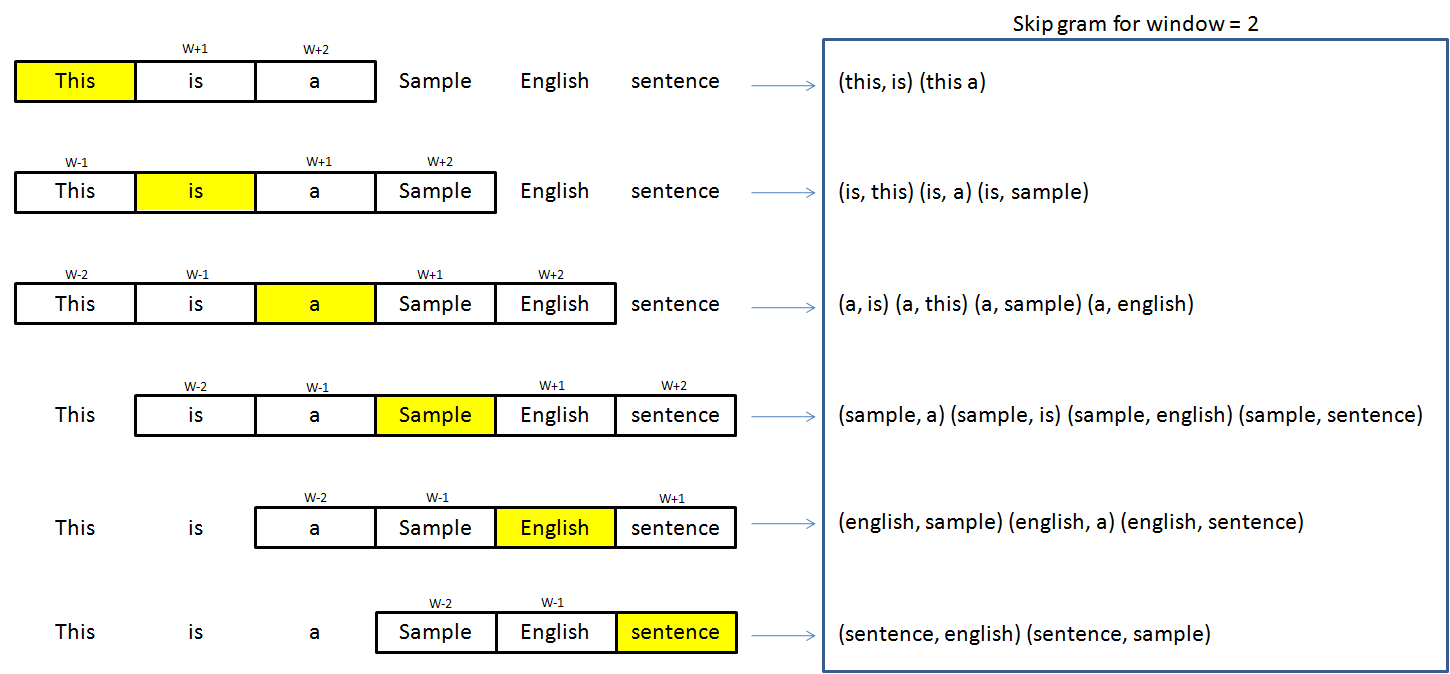 Skip gram for window = 2
W+1 W+2
This is a Sample English sentence (this, is) (this a)
W-1 W+1 W+2
This is a Sample English sentence (is, this) (is, a) (is, sample)
W-2 W-1 W+1 W+2
This is a Sample English sentence (a, is) (a, this) (a, sample) (a, english)
W-2 W-1 W+1 W+2
This is a Sample English sentence (sample, a) (sample, is) (sample, english) (sample, sentence)
W-2 W-1 W+1
This is a Sample English sentence (english, sample) (english, a) (english, sentence)
W-2 W-1
This is a Sample English sentence (sentence, english) (sentence, sample)